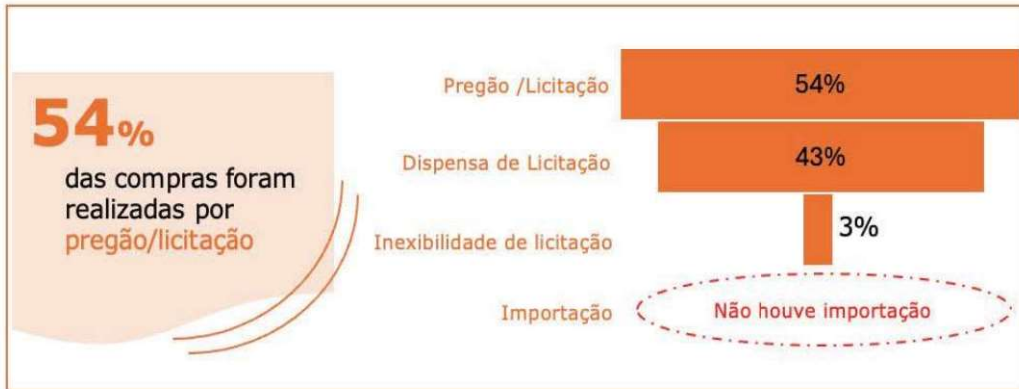 54%
das compras foram
realizadas por
pregão/licitação
Pregão /Licitação
54%
Dispensa de Licitação
43%
Inexibilidade de licitação
3%
Importação
Não houve importação